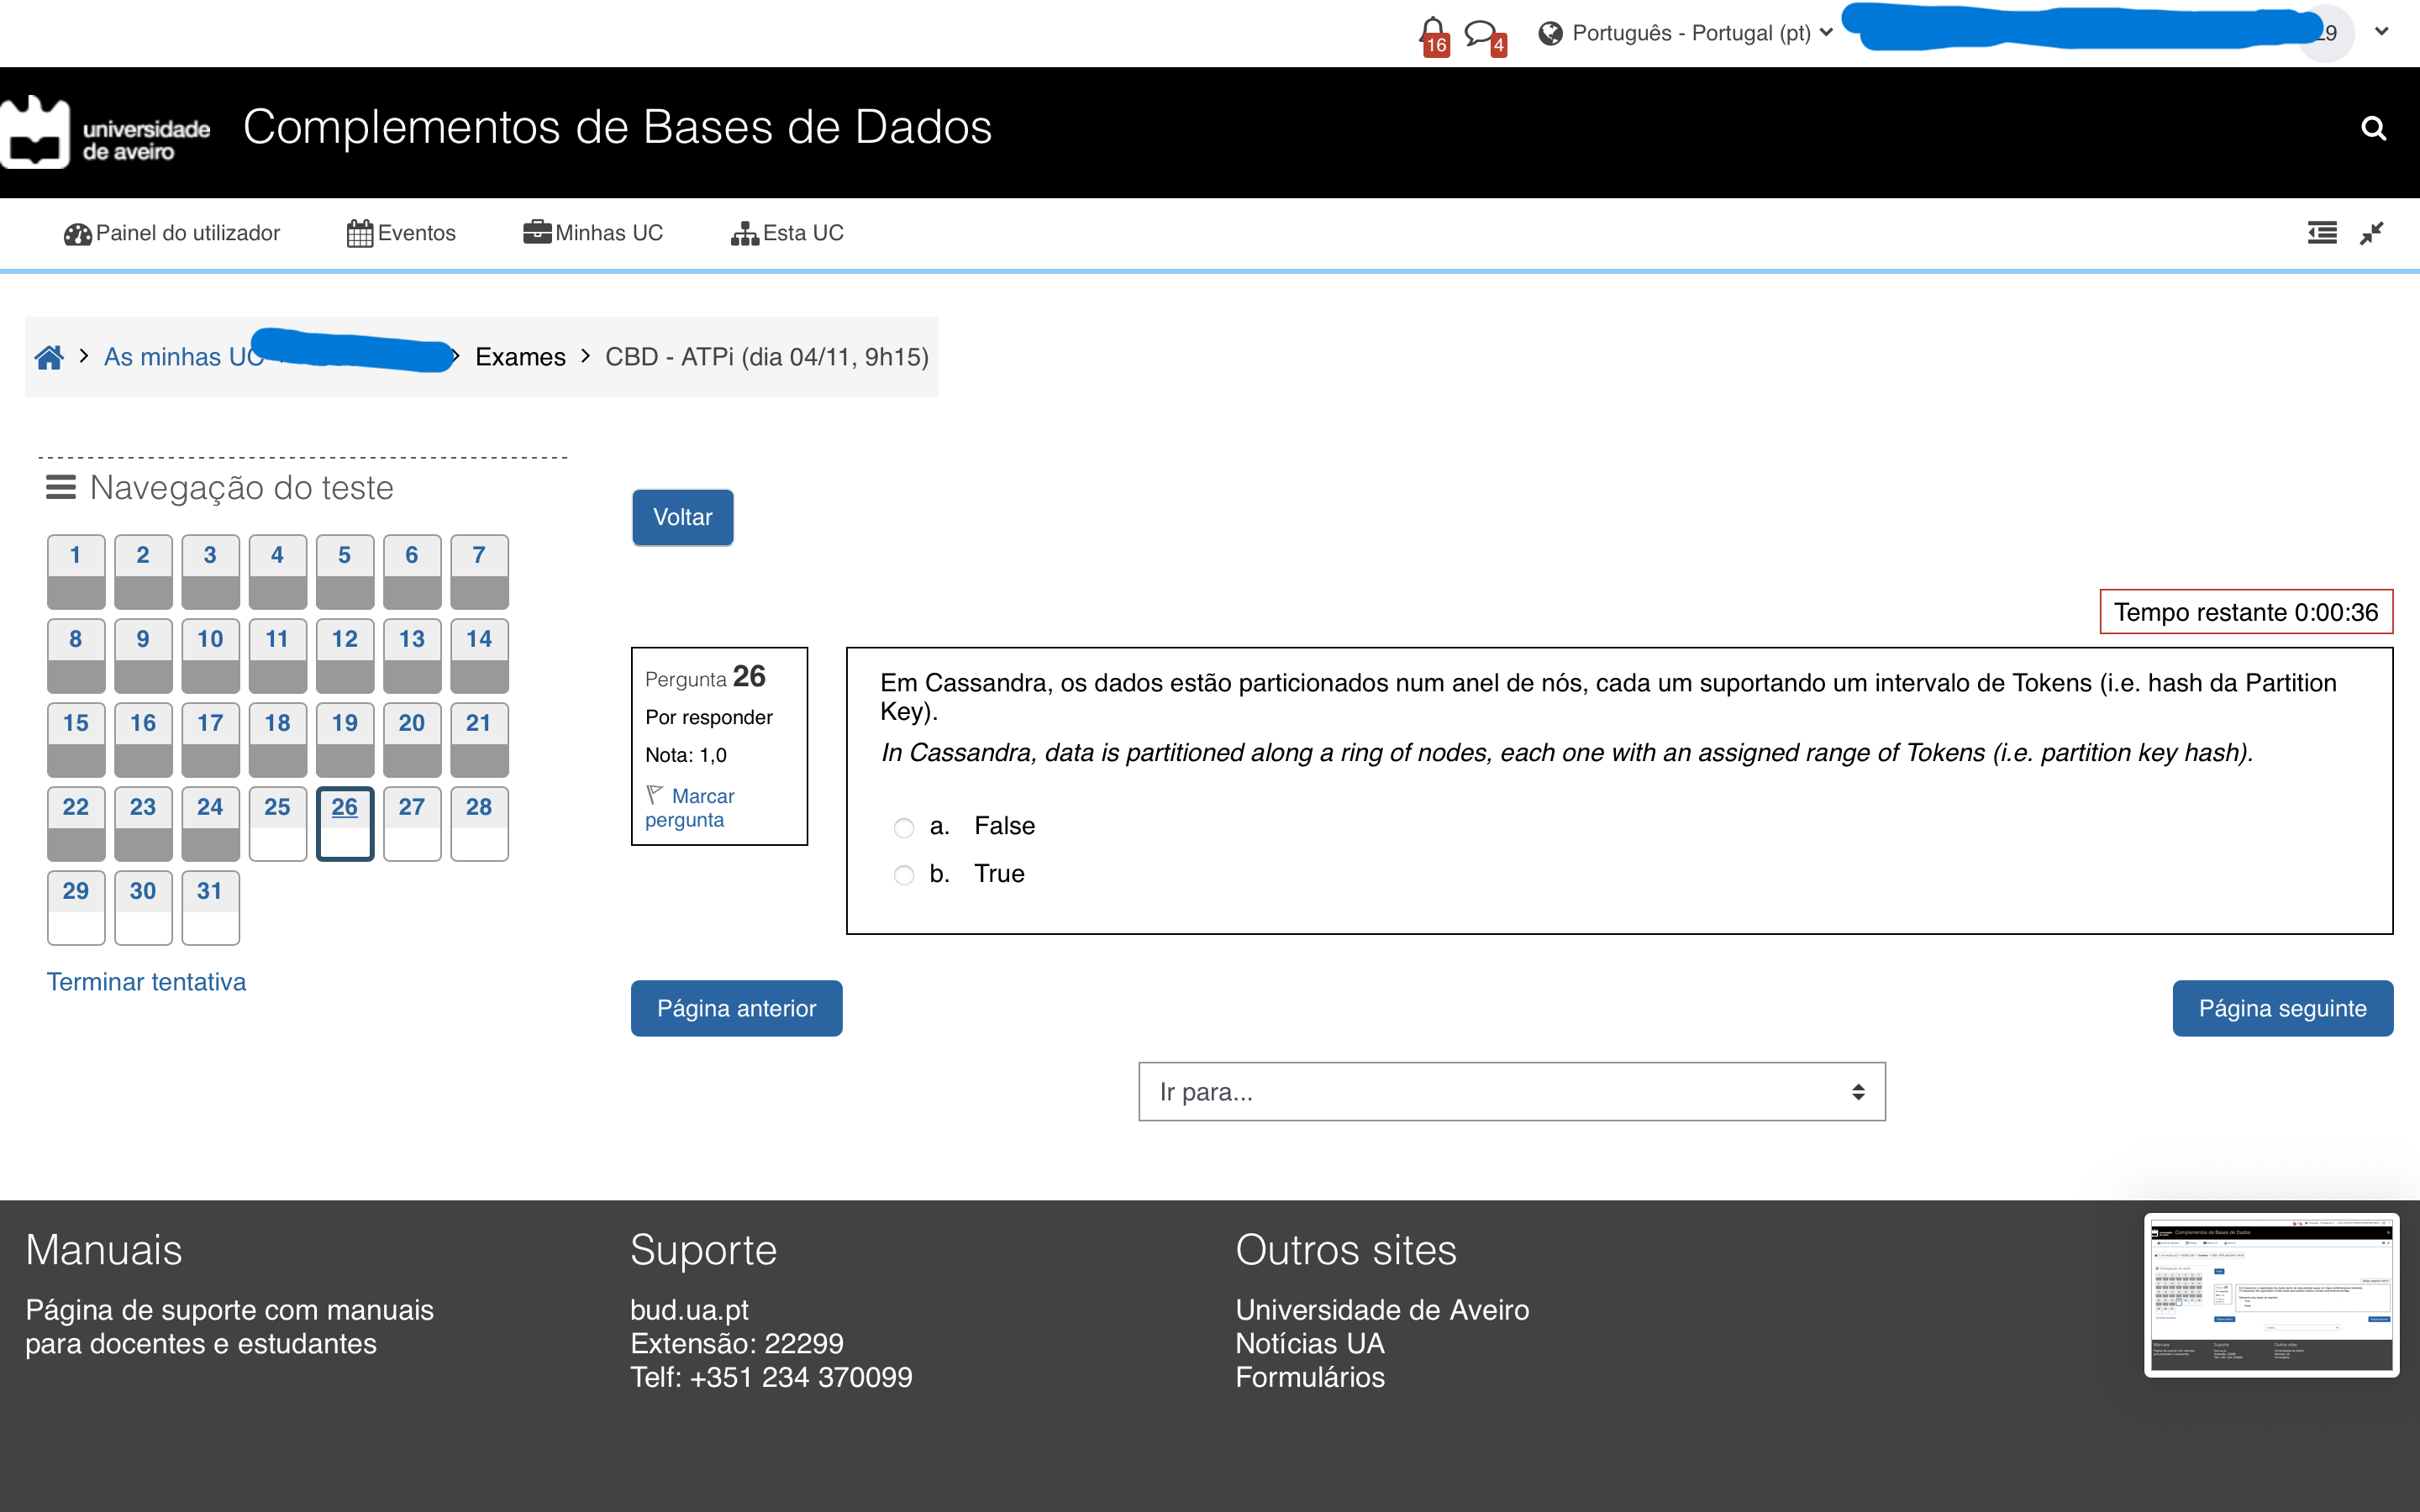 16
4
Português - Portugal (pt)
29
universidade
de aveiro
Complementos de Bases de Dados
Painel do utilizador
Eventos
Minhas UC
Esta UC
As minhas UC
Exames
CBD - ATPi (dia 04/11, 9h15)
Navegação do teste
1 2 3 4 5 6 7
8 9 10 11 12 13 14
15 16 17 18 19 20 21
22 23 24 25 26 27 28
29 30 31
Terminar tentativa
Voltar
Tempo restante 0:00:36
Pergunta 26
Por responder
Nota: 1,0
Marcar
pergunta
Em Cassandra, os dados estão particionados num anel de nós, cada um suportando um intervalo de Tokens (i.e. hash da Partition
Key).
In Cassandra, data is partitioned along a ring of nodes, each one with an assigned range of Tokens (i.e. partition key hash).
a. False
b. True
Página anterior
Página seguinte
Ir para...
Manuais
Página de suporte com manuais
para docentes e estudantes
Suporte
bud.ua.pt
Extensão: 22299
Telf: +351 234 370099
Outros sites
Universidade de Aveiro
Notícias UA
Formulários
Complementos de Bases de Dados